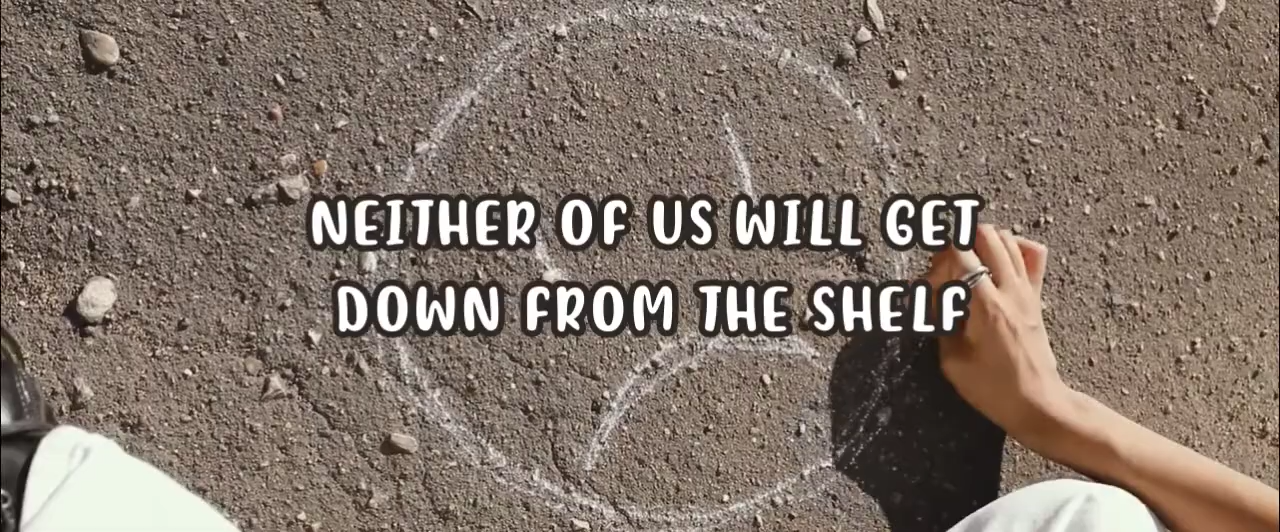 NEITHER OF US WILL GET
DOWN FROM THE SHELF